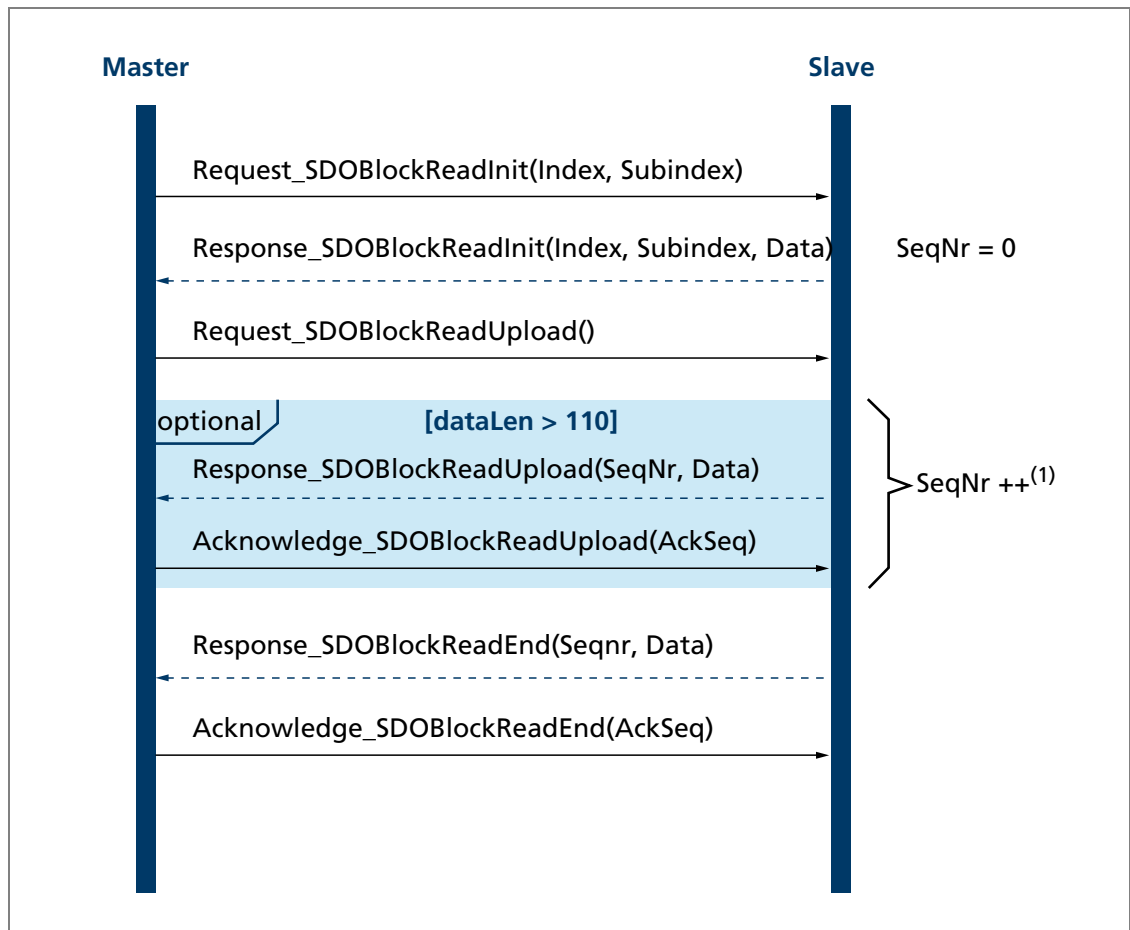 Master Slave
Request_SDOBlockReadInit(Index, Subindex)
Response_SDOBlockReadInit(Index, Subindex, Data) SeqNr = 0
Request_SDOBlockReadUpload()
optional [dataLen > 110]
Response_SDOBlockReadUpload(SeqNr, Data)
SeqNr ++(1)
Acknowledge_SDOBlockReadUpload(AckSeq)
Response_SDOBlockReadEnd(Seqnr, Data)
Acknowledge_SDOBlockReadEnd(AckSeq)